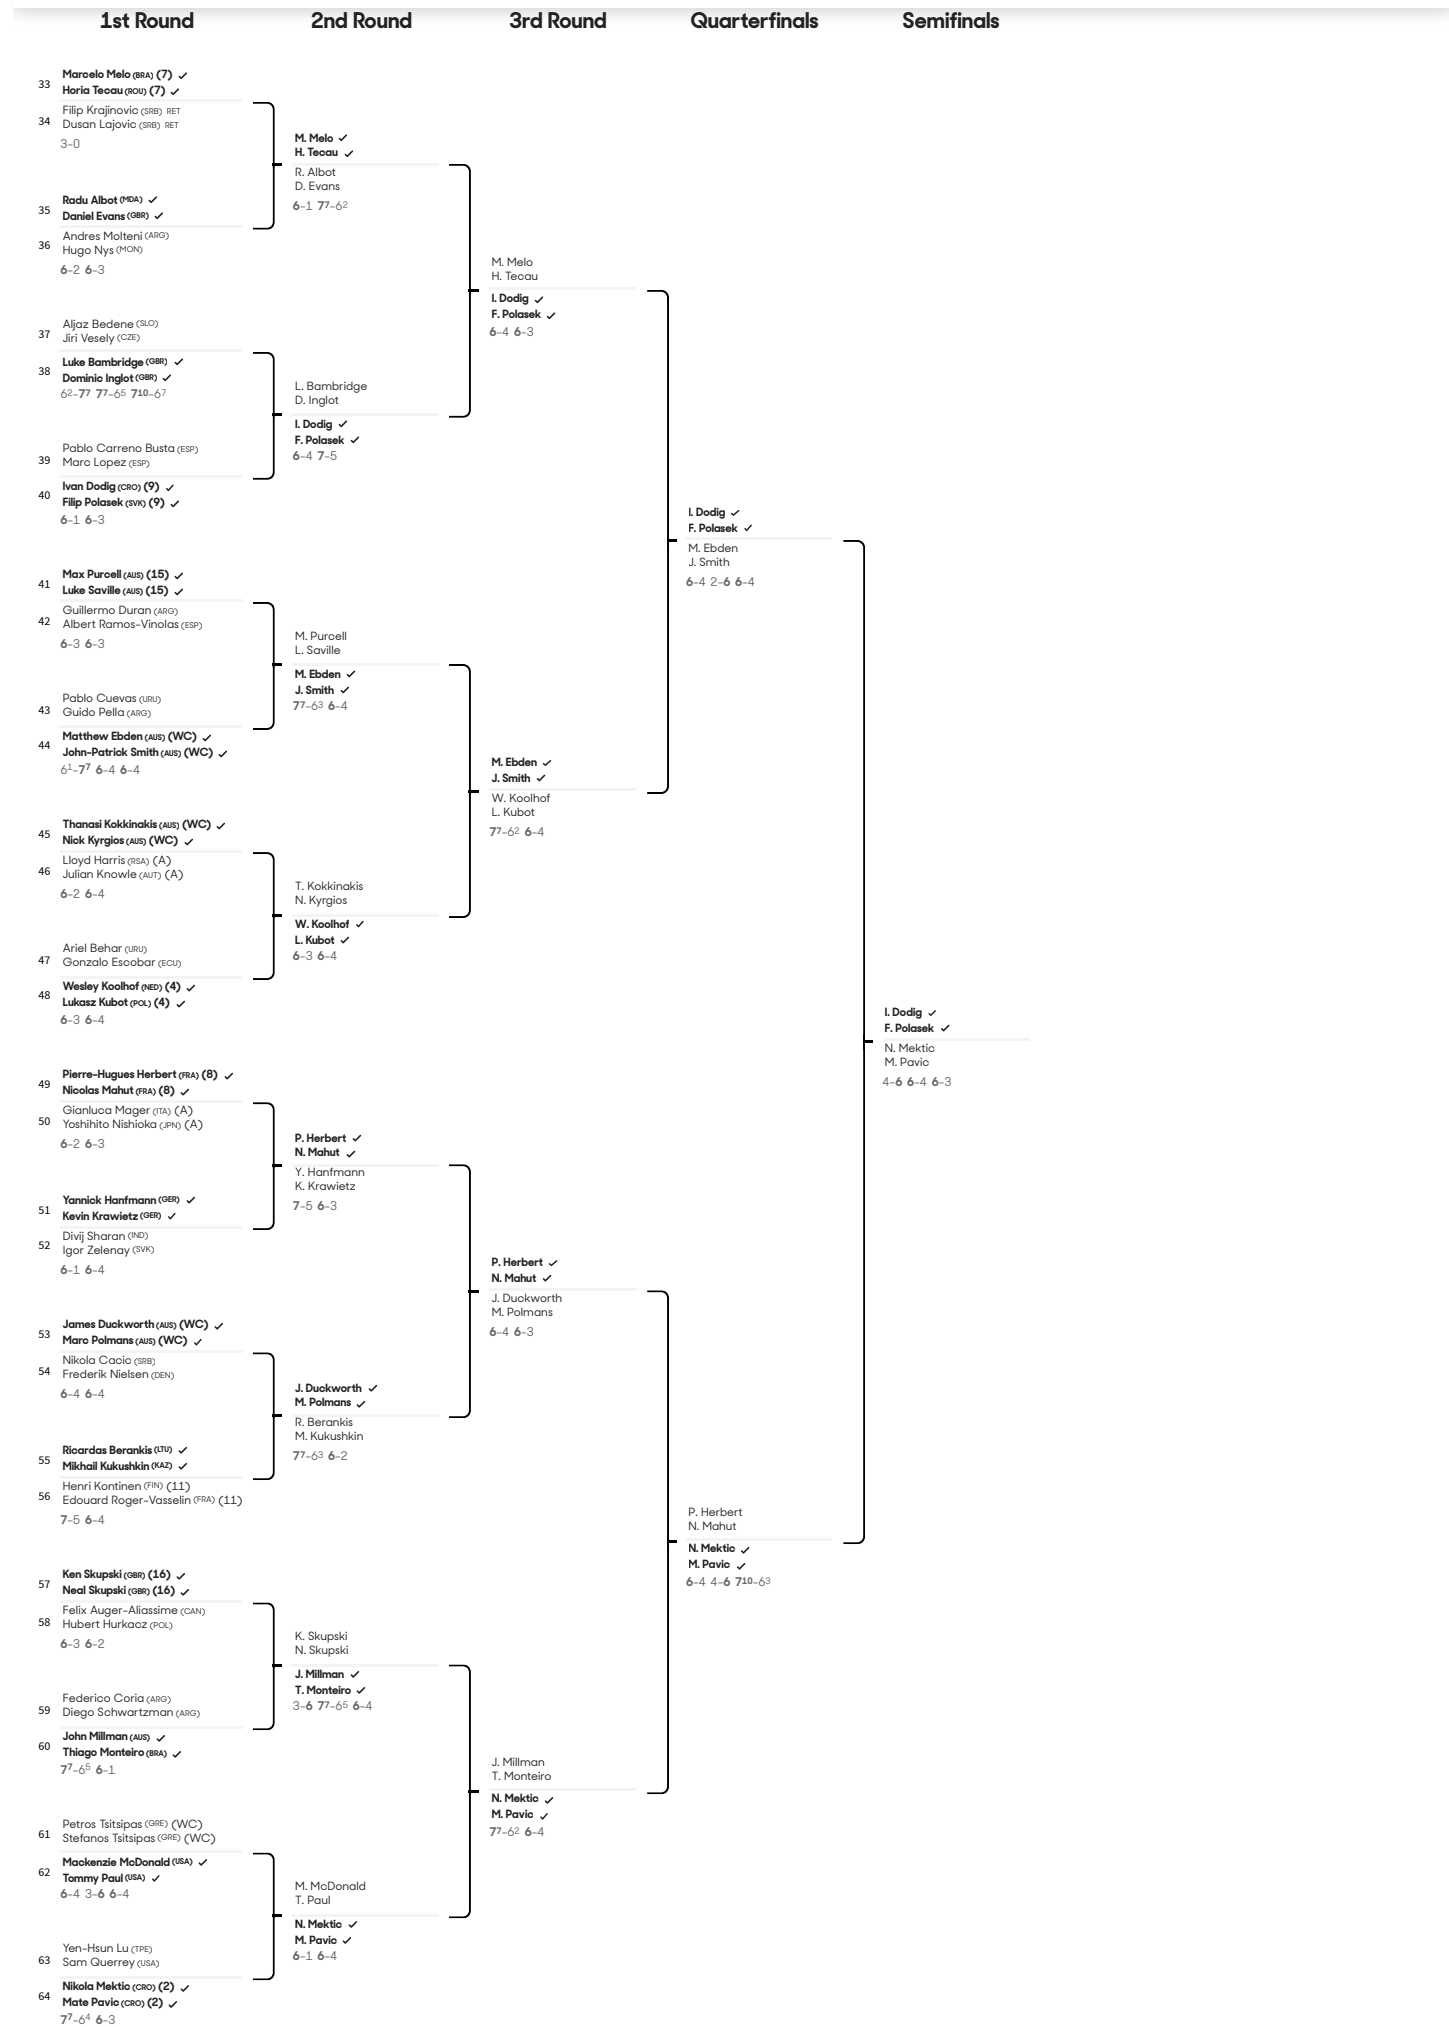 1st Round 2nd Round 3rd Round Quarterfinals Semifinals
33 Marcelo Melo (BRA) (7)
Horia Tecau (ROU) (7)
34 Filip Krajinovic (SRB) RET
Dusan Lajovic (SRB) RET
3-0
35 Radu Albot (MDA)
Daniel Evans (GBR)
36 Andres Molteni (ARG)
Hugo Nys (MON)
6-2 6-3
37 Aljaz Bedene (SLO)
Jiri Vesely (CZE)
38 Luke Bambridge (GBR)
Dominic Inglot (GBR)
6²-7⁷ 7⁷-6⁵ 7¹⁰-6⁷
39 Pablo Carreno Busta (ESP)
Marc Lopez (ESP)
40 Ivan Dodig (CRO) (9)
Filip Polasek (SVK) (9)
6-1 6-3
41 Max Purcell (AUS) (15)
Luke Saville (AUS) (15)
42 Guillermo Duran (ARG)
Albert Ramos-Vinolas (ESP)
6-3 6-3
43 Pablo Cuevas (URU)
Guido Pella (ARG)
44 Matthew Ebden (AUS) (WC)
John-Patrick Smith (AUS) (WC)
6¹-7⁷ 6-4 6-4
45 Thanasi Kokkinakis (AUS) (WC)
Nick Kyrgios (AUS) (WC)
46 Lloyd Harris (RSA) (A)
Julian Knowle (AUT) (A)
6-2 6-4
47 Ariel Behar (URU)
Gonzalo Escobar (ECU)
48 Wesley Koolhof (NED) (4)
Lukasz Kubot (POL) (4)
6-3 6-4
49 Pierre-Hugues Herbert (FRA) (8)
Nicolas Mahut (FRA) (8)
50 Gianluca Mager (ITA) (A)
Yoshihito Nishioka (JPN) (A)
6-2 6-3
51 Yannick Hanfmann (GER)
Kevin Krawietz (GER)
52 Divij Sharan (IND)
Igor Zelenay (SVK)
6-1 6-4
53 James Duckworth (AUS) (WC)
Marc Polmans (AUS) (WC)
54 Nikola Cacic (SRB)
Frederik Nielsen (DEN)
6-4 6-4
55 Ricardas Berankis (LTU)
Mikhail Kukushkin (KAZ)
56 Henri Kontinen (FIN) (11)
Edouard Roger-Vasselin (FRA) (11)
7-5 6-4
57 Ken Skupski (GBR) (16)
Neal Skupski (GBR) (16)
58 Felix Auger-Aliassime (CAN)
Hubert Hurkacz (POL)
6-3 6-2
59 Federico Coria (ARG)
Diego Schwartzman (ARG)
60 John Millman (AUS)
Thiago Monteiro (BRA)
7⁷-6⁵ 6-1
61 Petros Tsitsipas (GRE) (WC)
Stefanos Tsitsipas (GRE) (WC)
62 Mackenzie McDonald (USA)
Tommy Paul (USA)
6-4 3-6 6-4
63 Yen-Hsun Lu (TPE)
Sam Querrey (USA)
64 Nikola Mektic (CRO) (2)
Mate Pavic (CRO) (2)
7⁷-6⁴ 6-3
M. Melo
H. Tecau
R. Albot
D. Evans
6-1 7⁷-6²
L. Bambridge
D. Inglot
I. Dodig
F. Polasek
6-4 7-5
M. Purcell
L. Saville
M. Ebden
J. Smith
7⁷-6³ 6-4
T. Kokkinakis
N. Kyrgios
W. Koolhof
L. Kubot
6-3 6-4
P. Herbert
N. Mahut
Y. Hanfmann
K. Krawietz
7-5 6-3
J. Duckworth
M. Polmans
R. Berankis
M. Kukushkin
7⁷-6³ 6-2
K. Skupski
N. Skupski
J. Millman
T. Monteiro
3-6 7⁷-6⁵ 6-4
M. McDonald
T. Paul
N. Mektic
M. Pavic
6-1 6-4
M. Melo
H. Tecau
I. Dodig
F. Polasek
6-4 6-3
M. Ebden
J. Smith
W. Koolhof
L. Kubot
7⁷-6² 6-4
P. Herbert
N. Mahut
J. Duckworth
M. Polmans
6-4 6-3
J. Millman
T. Monteiro
N. Mektic
M. Pavic
7⁷-6² 6-4
I. Dodig
F. Polasek
M. Ebden
J. Smith
6-4 2-6 6-4
P. Herbert
N. Mahut
N. Mektic
M. Pavic
6-4 4-6 7¹⁰-6³
I. Dodig
F. Polasek
N. Mektic
M. Pavic
4-6 6-4 6-3